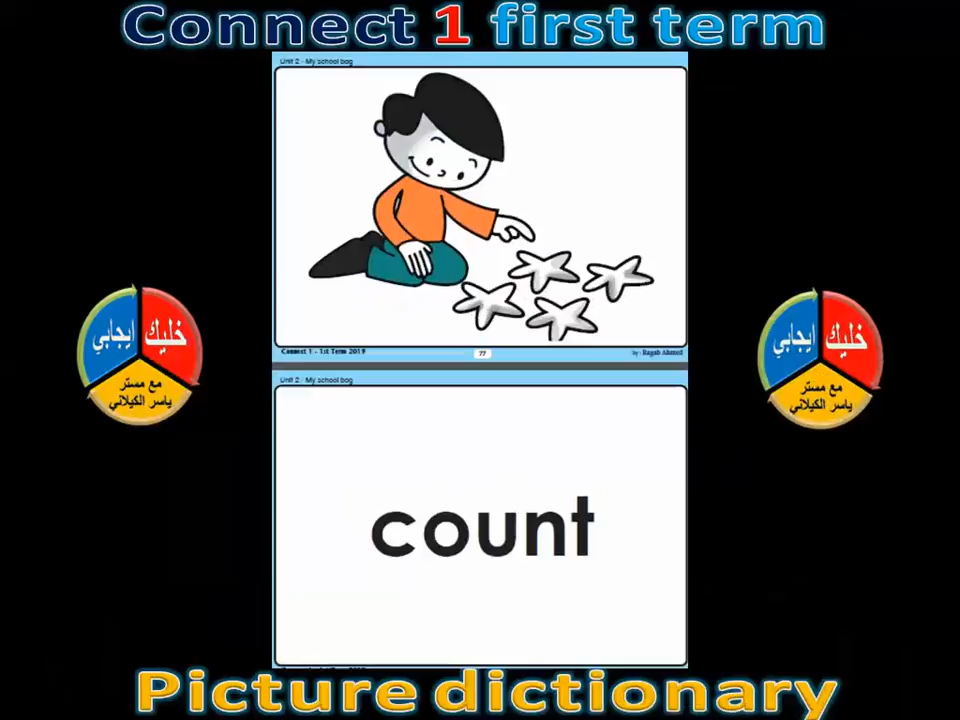 Connect 1 first term
Unit 2 - My school bag
Connect 1 - 1st Term 2019
77
by : Ragab Ahmed
Unit 2 - My school bag
count
خليك ايجابي
مع مستر
ياسر الكيلاني
خليك ايجابي
مع مستر
ياسر الكيلاني
Picture dictionary